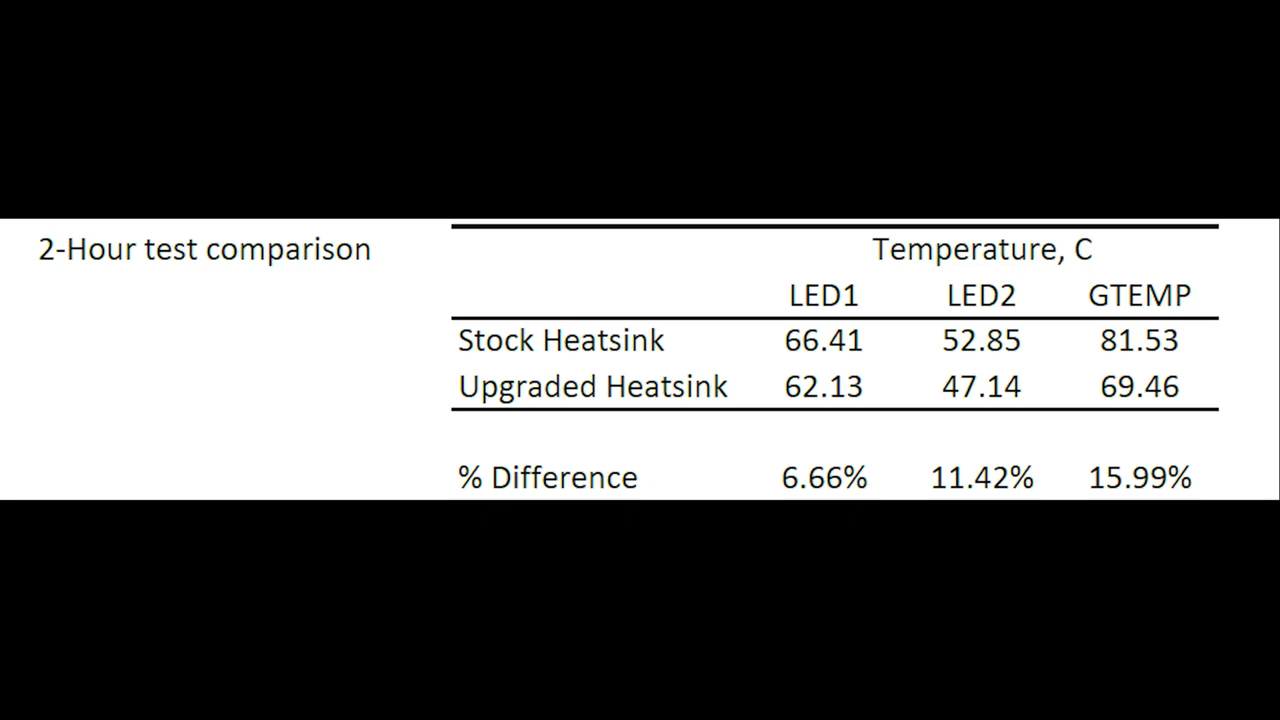 2-Hour test comparison Temperature, C
LED1 LED2 GTEMP
Stock Heatsink 66.41 52.85 81.53
Upgraded Heatsink 62.13 47.14 69.46
% Difference 6.66% 11.42% 15.99%